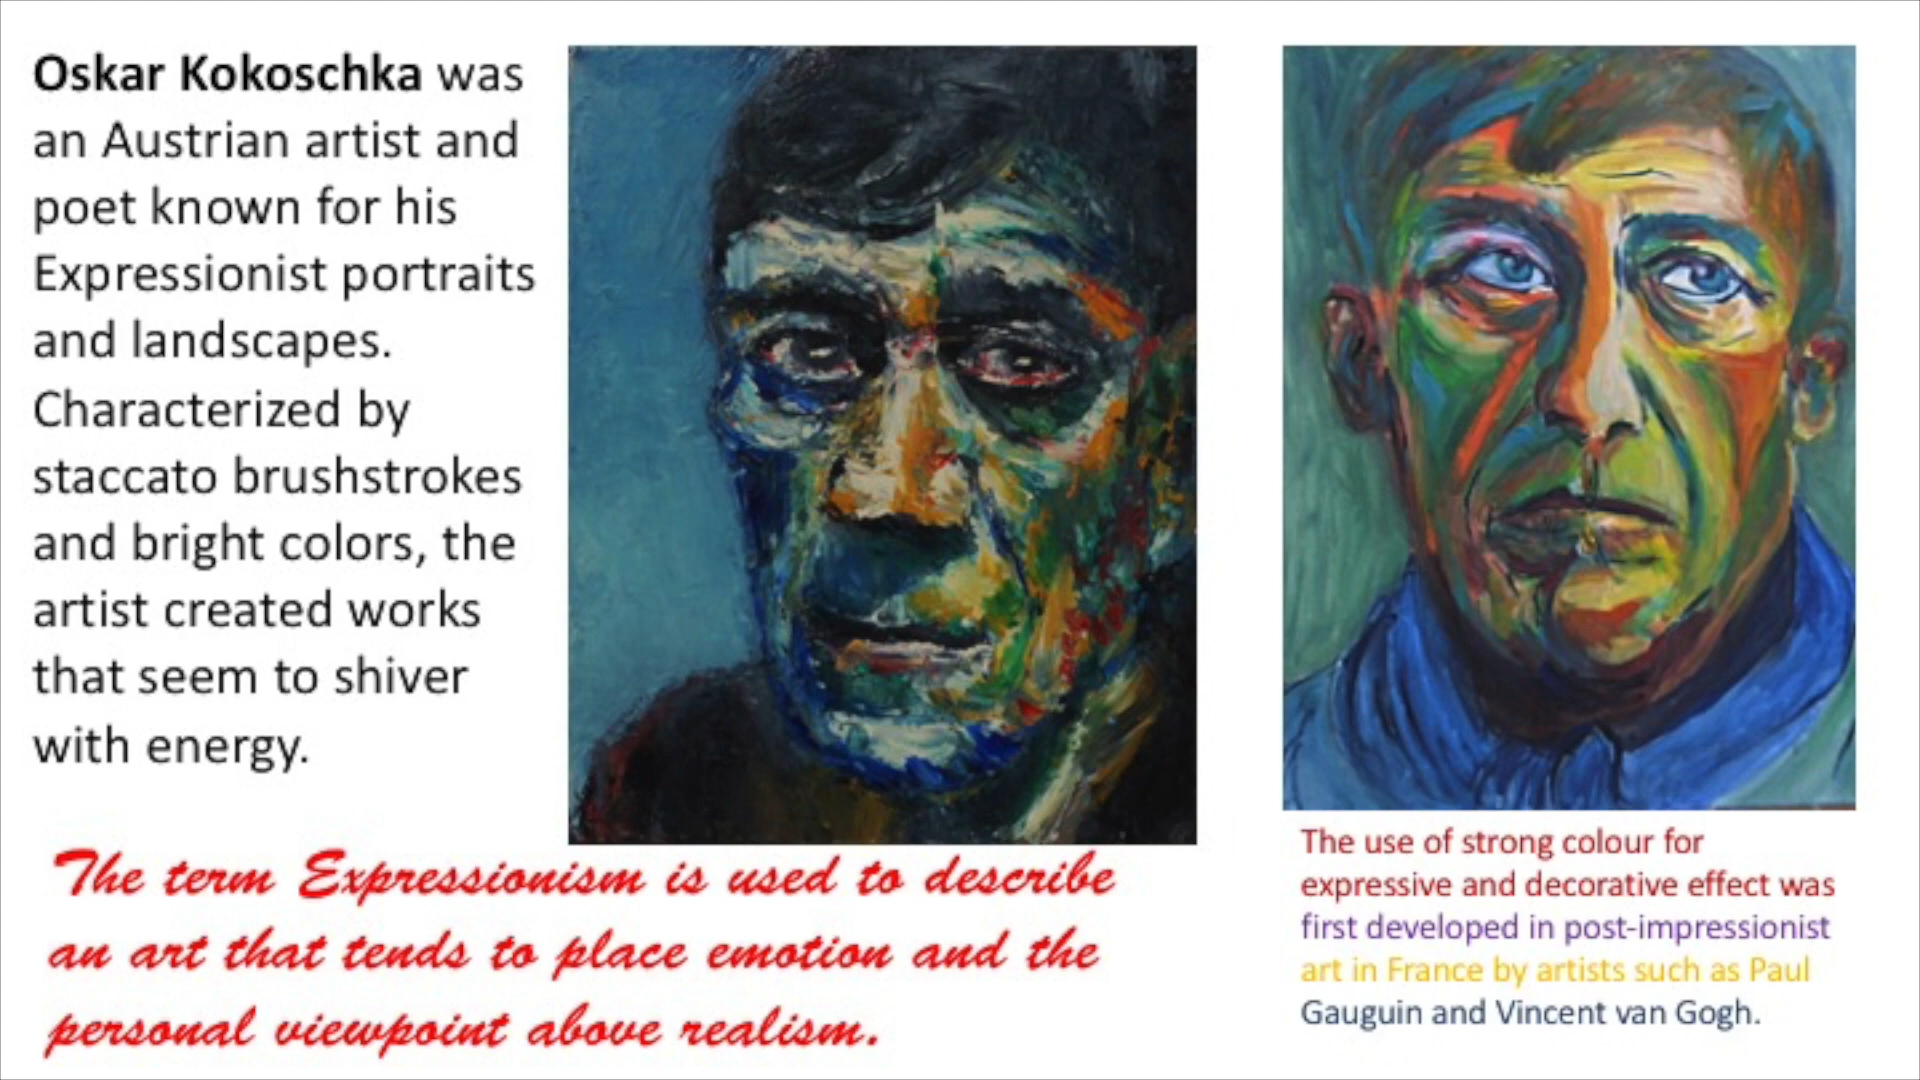 Oskar Kokoschka was
an Austrian artist and
poet known for his
Expressionist portraits
and landscapes.
Characterized by
staccato brushstrokes
and bright colors, the
artist created works
that seem to shiver
with energy.
The term Expressionism is used to describe
an art that tends to place emotion and the
personal viewpoint above realism.
The use of strong colour for
expressive and decorative effect was
first developed in post-impressionist
art in France by artists such as Paul
Gauguin and Vincent van Gogh.